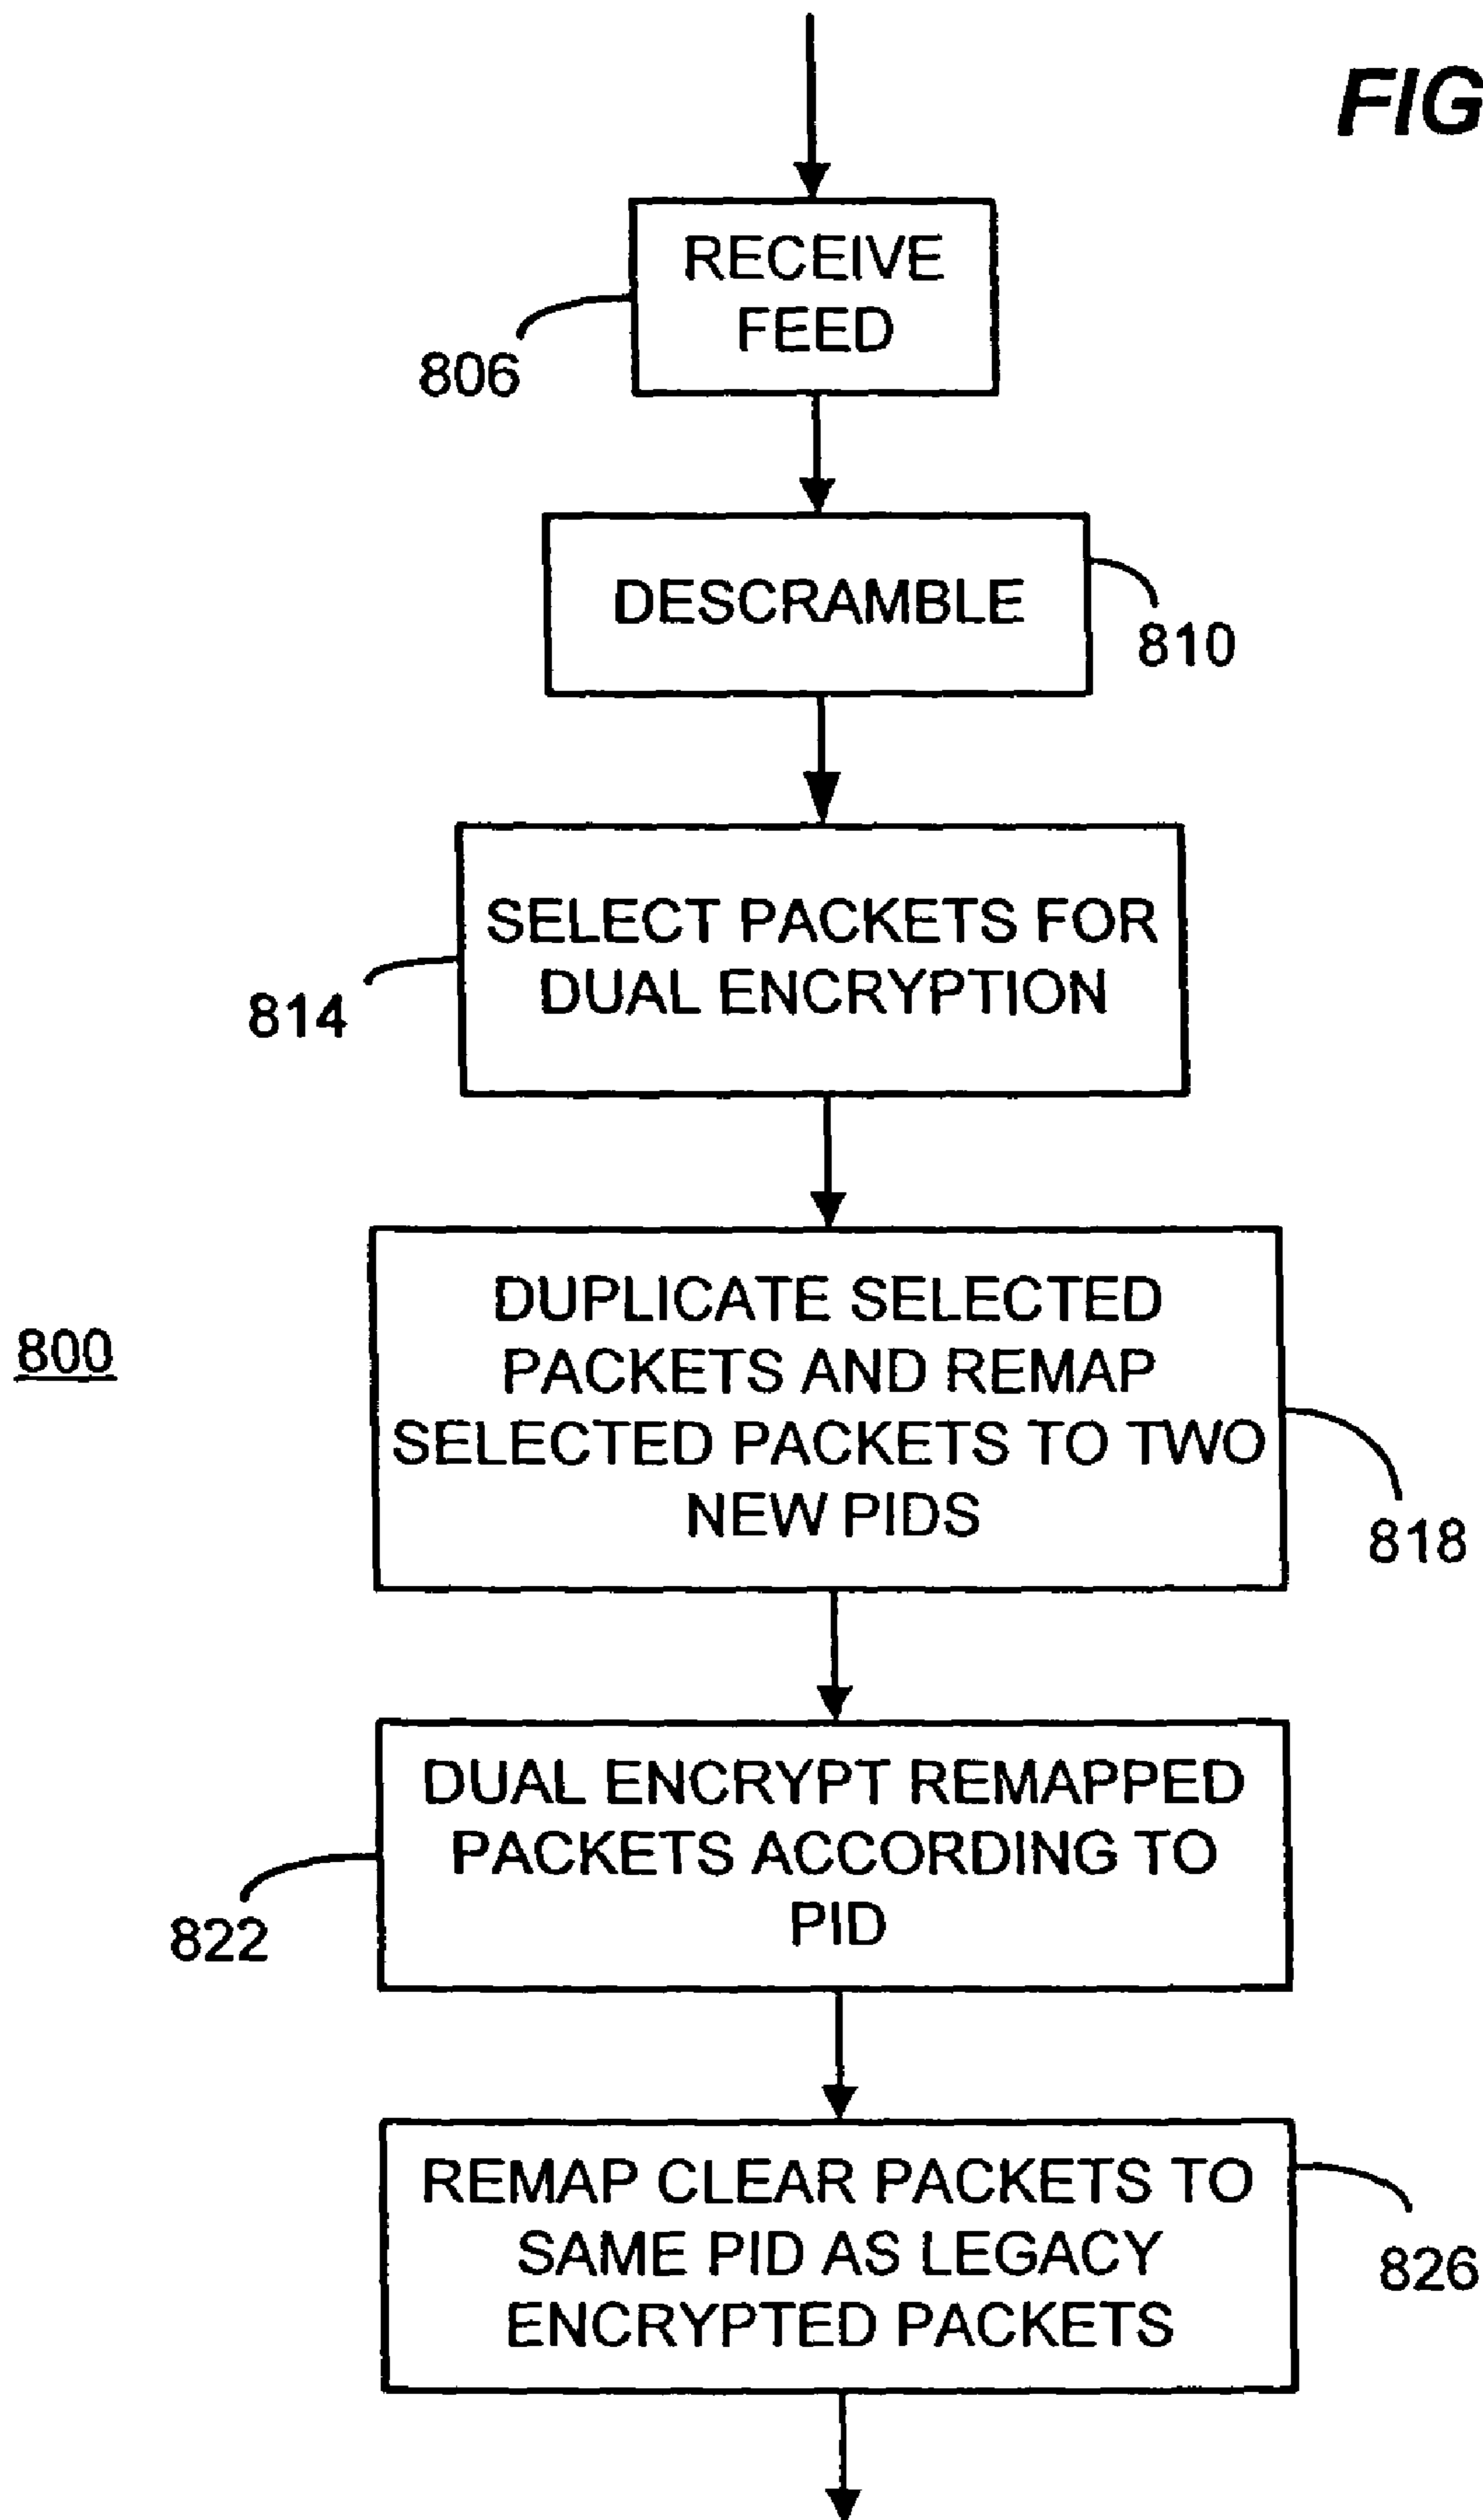 FIG
RECEIVE
FEED
806
DESCRAMBLE
810
SELECT PACKETS FOR
DUAL ENCRYPTION
814
DUPLICATE SELECTED
PACKETS AND REMAP
SELECTED PACKETS TO TWO
NEW PIDS
800
818
DUAL ENCRYPT REMAPPED
PACKETS ACCORDING TO
PID
822
REMAP CLEAR PACKETS TO
SAME PID AS LEGACY
ENCRYPTED PACKETS
826